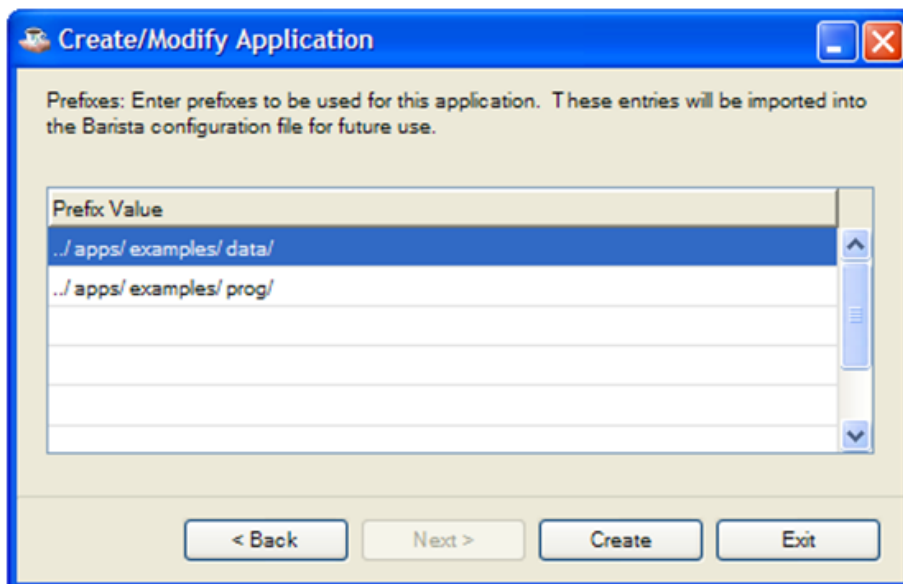 Create/Modify Application
Prefixes: Enter prefixes to be used for this application. These entries will be imported into
the Barista configuration file for future use.
Prefix Value
../apps/examples/data/
../apps/examples/prog/
< Back
Next >
Create
Exit